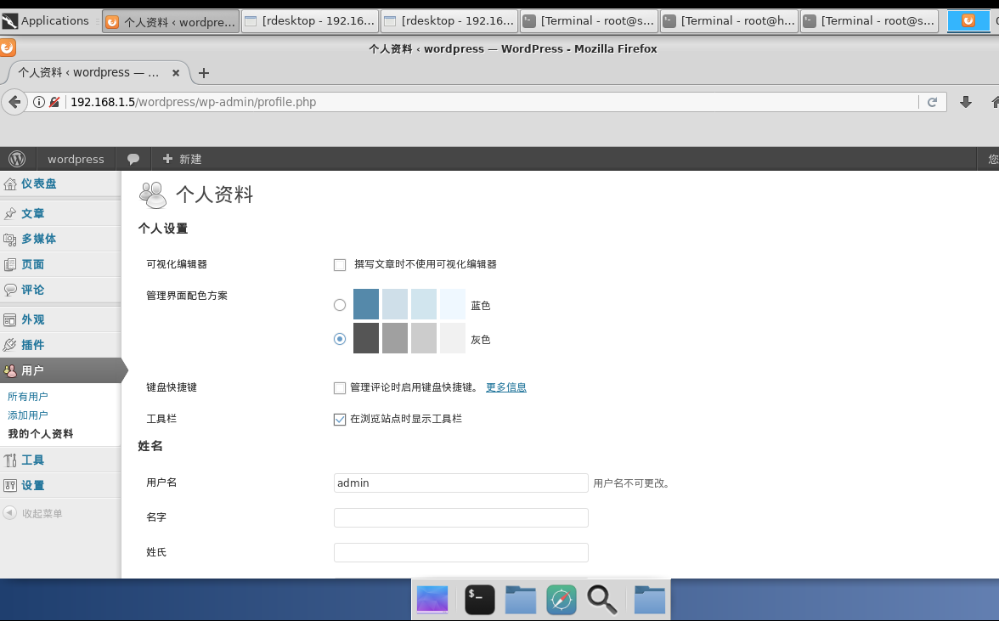 Applications
个人资料 ‹ wordpre...
[rdesktop - 192.16...
[rdesktop - 192.16...
[Terminal - root@s...
[Terminal - root@h...
[Terminal - root@s...
个人资料 ‹ wordpress — WordPress - Mozilla Firefox
个人资料 ‹ wordpress — ...
192.168.1.5/wordpress/wp-admin/profile.php
wordpress
新建
您
仪表盘
文章
多媒体
页面
评论
外观
插件
用户
所有用户
添加用户
我的个人资料
工具
设置
收起菜单
个人资料
个人设置
可视化编辑器
撰写文章时不使用可视化编辑器
管理界面配色方案
蓝色
灰色
键盘快捷键
管理评论时启用键盘快捷键。 更多信息
工具栏
在浏览站点时显示工具栏
姓名
用户名
admin
用户名不可更改。
名字
姓氏